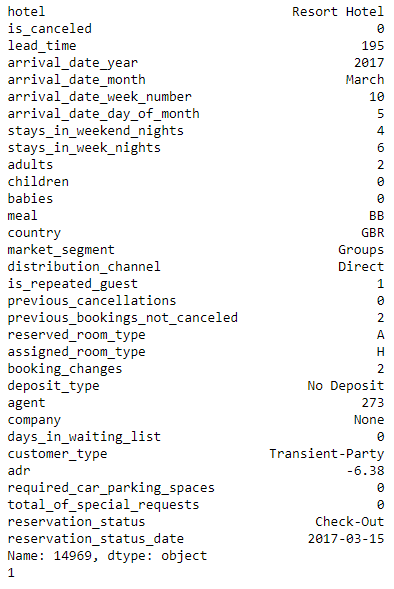 hotel Resort Hotel
is_canceled 0
lead_time 195
arrival_date_year 2017
arrival_date_month March
arrival_date_week_number 10
arrival_date_day_of_month 5
stays_in_weekend_nights 4
stays_in_week_nights 6
adults 2
children 0
babies 0
meal BB
country GBR
market_segment Groups
distribution_channel Direct
is_repeated_guest 1
previous_cancellations 0
previous_bookings_not_canceled 2
reserved_room_type A
assigned_room_type H
booking_changes 2
deposit_type No Deposit
agent 273
company None
days_in_waiting_list 0
customer_type Transient-Party
adr -6.38
required_car_parking_spaces 0
total_of_special_requests 0
reservation_status Check-Out
reservation_status_date 2017-03-15
Name: 14969, dtype: object
1